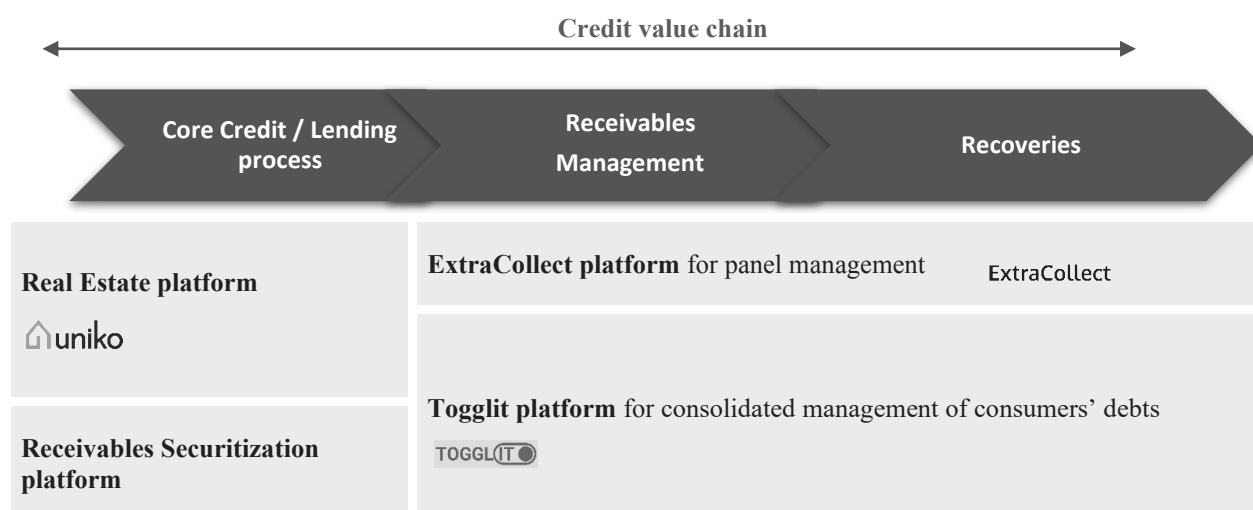 Credit value chain
Core Credit / Lending
process
Receivables
Management
Recoveries
Real Estate platform
uniko
Receivables Securitization
platform
ExtraCollect platform for panel management
ExtraCollect
Togglit platform for consolidated management of consumers’ debts
TOGGLIT